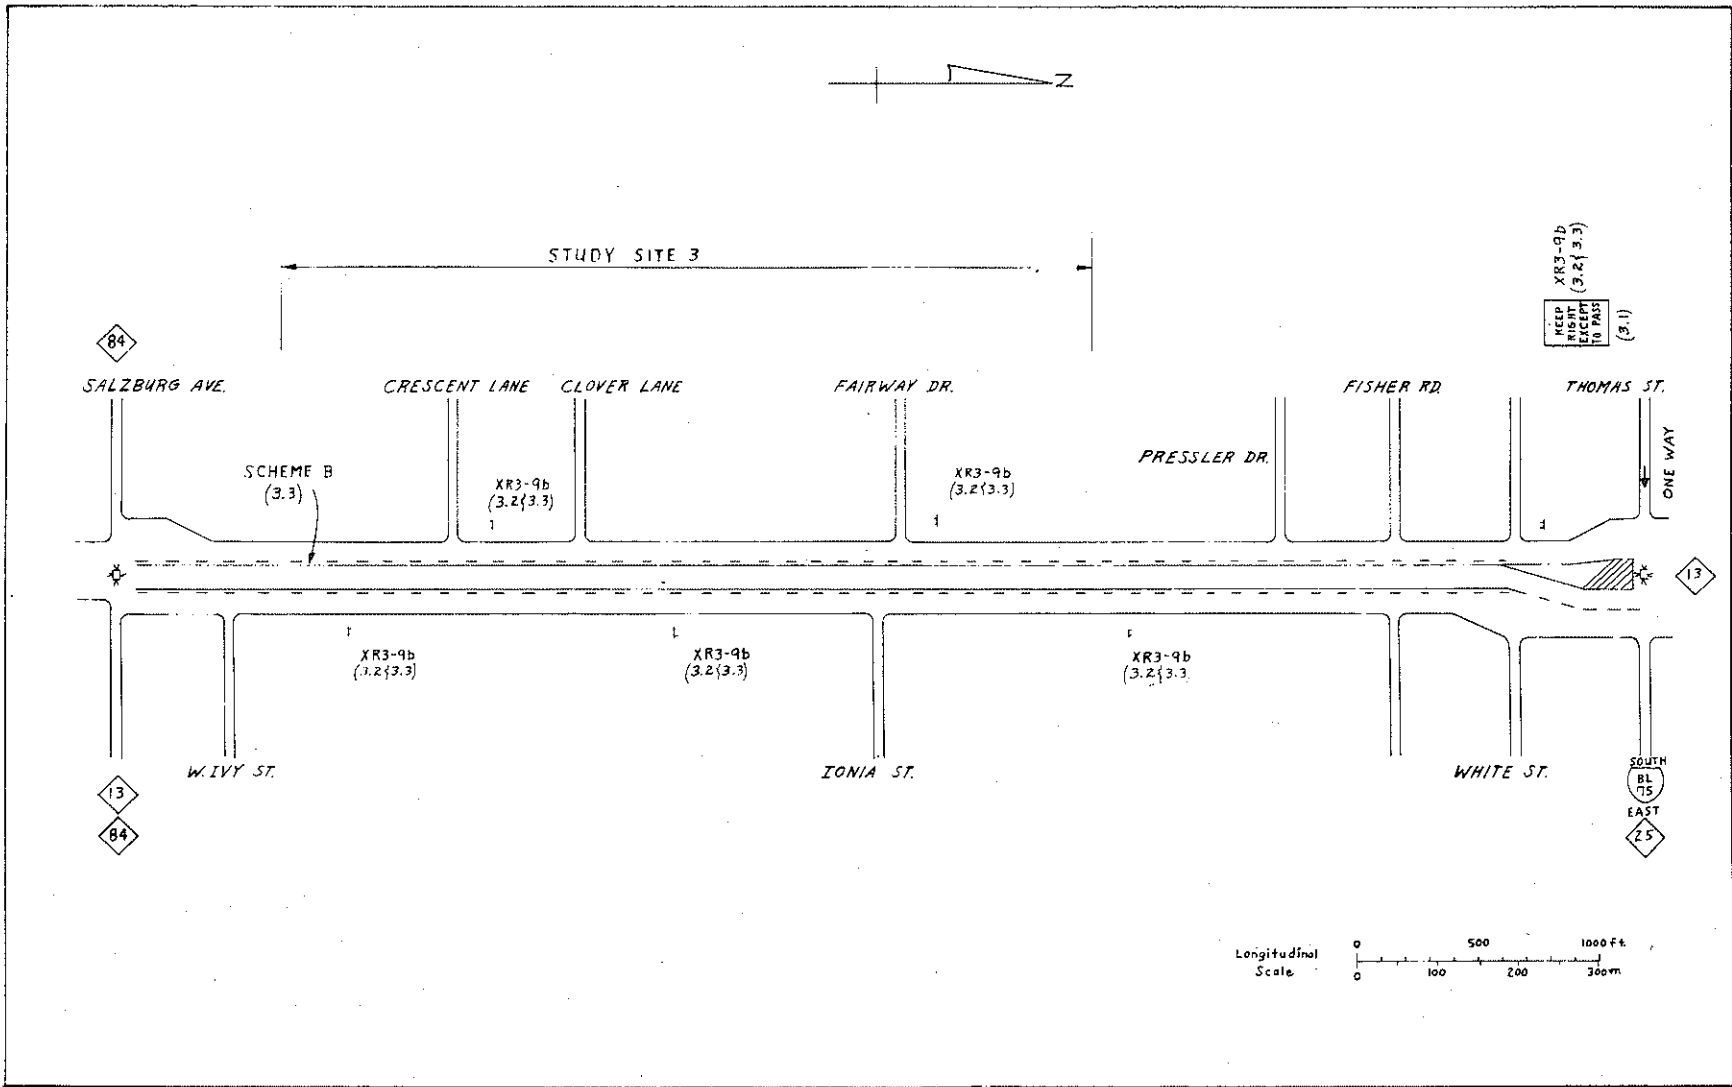 Z
STUDY SITE 3
XR3-9b
(3.2{3.3)
KEEP
RIGHT
EXCEPT
TO PASS
(3.1)
84
SALZBURG AVE.
CRESCENT LANE
CLOVER LANE
FAIRWAY DR.
FISHER RD.
THOMAS ST.
PRESSLER DR.
ONE WAY
SCHEME B
(3.3)
XR3-9b
(3.2{3.3)
XR3-9b
(3.2{3.3)
13
XR3-9b
(3.2{3.3)
XR3-9b
(3.2{3.3)
XR3-9b
(3.2{3.3
W. IVY ST.
IONIA ST.
WHITE ST.
13
84
SOUTH
BL
75
EAST
25
Longitudinal
Scale
0 500 1000 ft.
0 100 200 300m